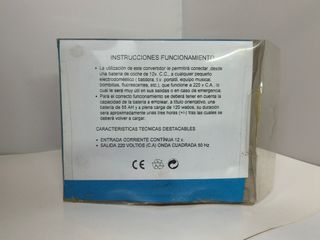 INSTRUCCIONES FUNCIONAMIENTO
• La utilización de este convertidor le permitirá conectar, desde
una batería de coche de 12v. C.C., a cualquier pequeño
electrodoméstico ( batidora, t.v. portátil, equipo musical,
bombillas, fluorescentes, etc.), que funcione a 220 v C.A., lo
cual le sera muy útil en sus salidas o en caso de emergencia.
• Para el correcto funcionamiento se deberá tener en cuenta la
capacidad de la batería a emplear, a título orientativo, una
batería de 55 AH y a plena carga de 120 vatios, su duración
será aproximadamente unas tres horas (+-) tras las cuales se
deberá volver a cargar.
CARACTERISTICAS TECNICAS DESTACABLES.
• ENTRADA CORRIENTE CONTÍNUA 12 v.
• SALIDA 220 VOLTIOS (C.A) ONDA CUADRADA 50 Hz
CE